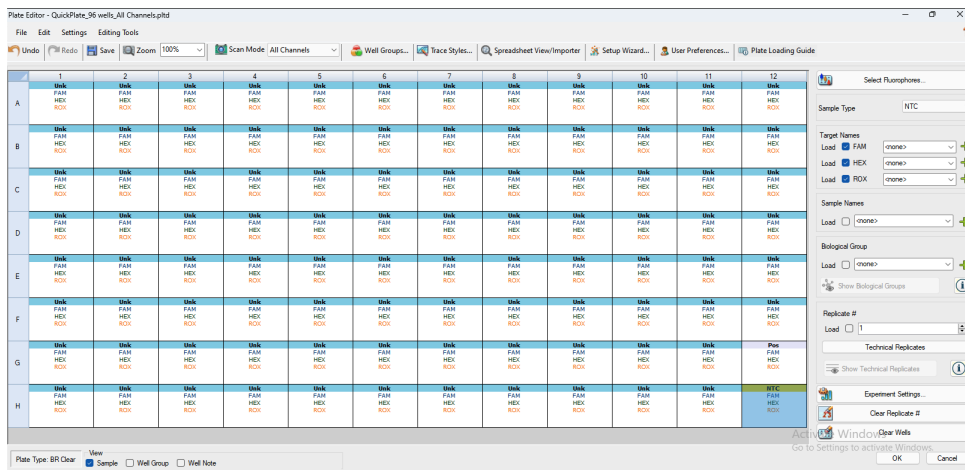 Plate Editor - QuickPlate_96 wells_All Channels.pltd
File Edit Settings Editing Tools
Undo Redo Save Zoom 100% Scan Mode All Channels Well Groups... Trace Styles... Spreadsheet View/Importer Setup Wizard... User Preferences... Plate Loading Guide
1 2 3 4 5 6 7 8 9 10 11 12
Unk Unk Unk Unk Unk Unk Unk Unk Unk Unk Unk Unk
A FAM FAM FAM FAM FAM FAM FAM FAM FAM FAM FAM FAM
HEX HEX HEX HEX HEX HEX HEX HEX HEX HEX HEX HEX
ROX ROX ROX ROX ROX ROX ROX ROX ROX ROX ROX ROX
Unk Unk Unk Unk Unk Unk Unk Unk Unk Unk Unk Unk
B FAM FAM FAM FAM FAM FAM FAM FAM FAM FAM FAM FAM
HEX HEX HEX HEX HEX HEX HEX HEX HEX HEX HEX HEX
ROX ROX ROX ROX ROX ROX ROX ROX ROX ROX ROX ROX
Unk Unk Unk Unk Unk Unk Unk Unk Unk Unk Unk Unk
C FAM FAM FAM FAM FAM FAM FAM FAM FAM FAM FAM FAM
HEX HEX HEX HEX HEX HEX HEX HEX HEX HEX HEX HEX
ROX ROX ROX ROX ROX ROX ROX ROX ROX ROX ROX ROX
Unk Unk Unk Unk Unk Unk Unk Unk Unk Unk Unk Unk
D FAM FAM FAM FAM FAM FAM FAM FAM FAM FAM FAM FAM
HEX HEX HEX HEX HEX HEX HEX HEX HEX HEX HEX HEX
ROX ROX ROX ROX ROX ROX ROX ROX ROX ROX ROX ROX
Unk Unk Unk Unk Unk Unk Unk Unk Unk Unk Unk Unk
E FAM FAM FAM FAM FAM FAM FAM FAM FAM FAM FAM FAM
HEX HEX HEX HEX HEX HEX HEX HEX HEX HEX HEX HEX
ROX ROX ROX ROX ROX ROX ROX ROX ROX ROX ROX ROX
Unk Unk Unk Unk Unk Unk Unk Unk Unk Unk Unk Unk
F FAM FAM FAM FAM FAM FAM FAM FAM FAM FAM FAM FAM
HEX HEX HEX HEX HEX HEX HEX HEX HEX HEX HEX HEX
ROX ROX ROX ROX ROX ROX ROX ROX ROX ROX ROX ROX
Unk Unk Unk Unk Unk Unk Unk Unk Unk Unk Unk Pos
G FAM FAM FAM FAM FAM FAM FAM FAM FAM FAM FAM FAM
HEX HEX HEX HEX HEX HEX HEX HEX HEX HEX HEX HEX
ROX ROX ROX ROX ROX ROX ROX ROX ROX ROX ROX ROX
Unk Unk Unk Unk Unk Unk Unk Unk Unk Unk Unk NTC
H FAM FAM FAM FAM FAM FAM FAM FAM FAM FAM FAM FAM
HEX HEX HEX HEX HEX HEX HEX HEX HEX HEX HEX HEX
ROX ROX ROX ROX ROX ROX ROX ROX ROX ROX ROX ROX
Select Fluorophores...
Sample Type NTC
Target Names
Load FAM <none>
Load HEX <none>
Load ROX <none>
Sample Names
Load <none>
Biological Group
Load <none>
Show Biological Groups
Replicate #
Load 1
Technical Replicates
Show Technical Replicates
Experiment Settings...
Clear Replicate #
Clear Wells
Activate Windows
Go to Settings to activate Windows.
Plate Type: BR Clear View
Sample Well Group Well Note
OK Cancel